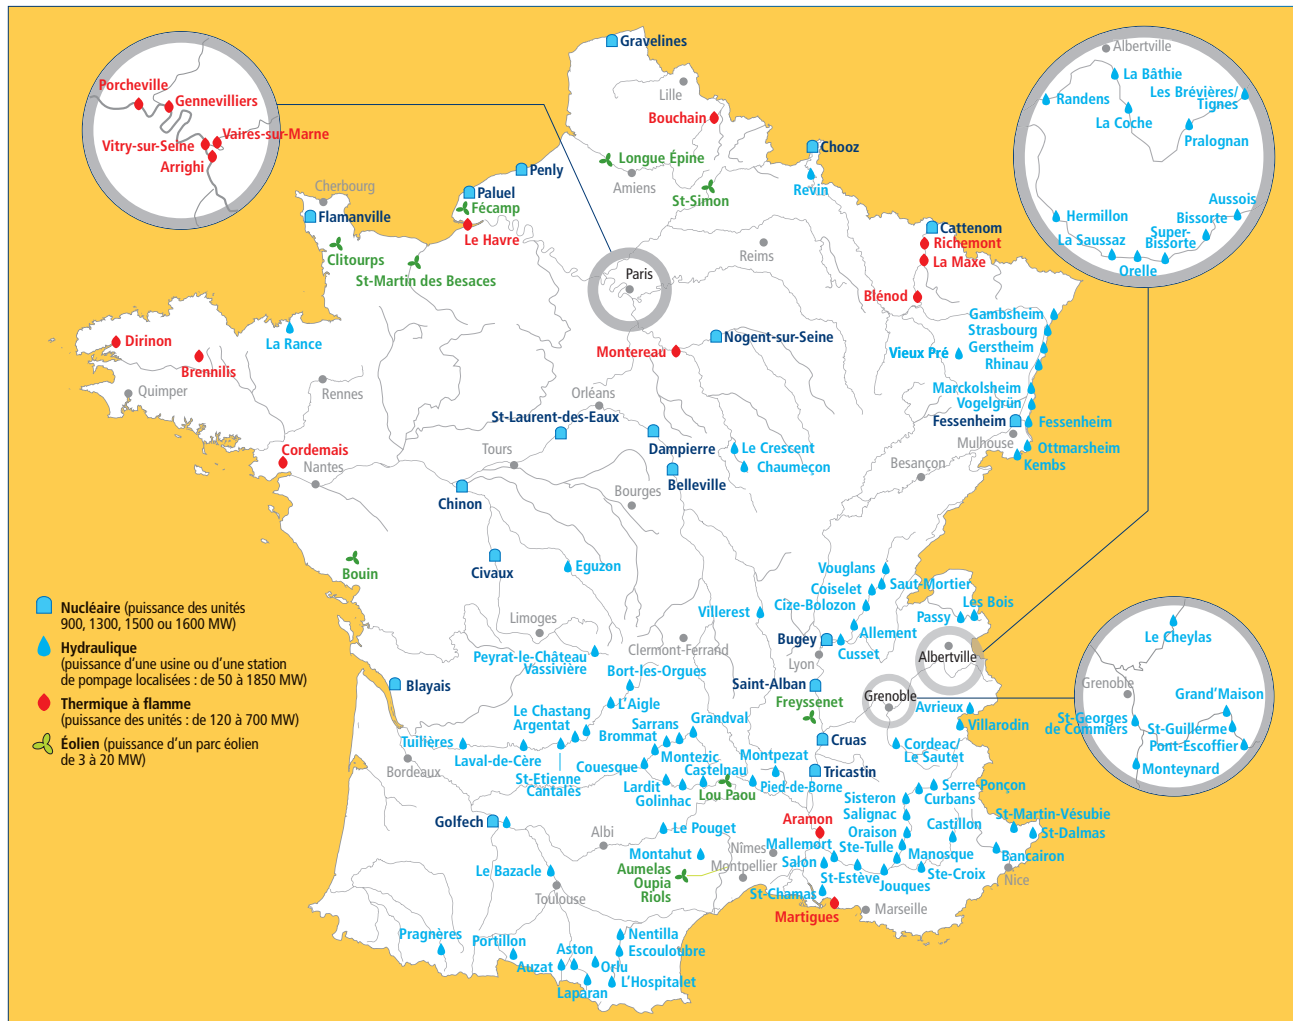 Gravelines
Lille
Bouchain
Longue Épine
Amiens
St-Simon
Chooz
Revin
Penly
Paluel
Fécamp
Le Havre
Cherbourg
Flamanville
Clitourps
St-Martin des Besaces
Porcheville
Gennevilliers
Vaires-sur-Marne
Vitry-sur-Seine
Arrighi
Albertville
La Bâthie
Les Brévières/
Tignes
Randens
La Coche
Pralognan
Aussois
Hermillon
Bissorte
Super-
Bissorte
La Saussaz
Orelle
Cattenom
Richemont
La Maxe
Blénod
Reims
Paris
Nogent-sur-Seine
Montereau
Gambsheim
Strasbourg
Gerstheim
Rhinau
Vieux Pré
Marckolsheim
Vogelgrün
Fessenheim
Fessenheim
Mulhouse
Ottmarsheim
Kembs
Besançon
Dirinon
Brennilis
Quimper
La Rance
Rennes
Cordemais
Nantes
Orléans
St-Laurent-des-Eaux
Tours
Dampierre
Belleville
Le Crescent
Chaumeçon
Bourges
Chinon
Civaux
Eguzon
Bouin
Limoges
Vouglans
Saut-Mortier
Coiselet
Cize-Bolozon
Allement
Villerest
Bugey
Cusset
Lyon
Les Bois
Passy
Albertville
Grenoble
Clermont-Ferrand
Peyrat-le-Château
Vassivière
Bort-les-Orgues
Saint-Alban
Freyssenet
Avrieux
Villarodin
Blayais
L'Aigle
Le Chastang
Argentat
Sarrans
Grandval
Brommat
Tuilières
Laval-de-Cère
St-Etienne
Cantalès
Montezic
Couesque
Castelnau
Montpezat
Lardit
Golinhac
Lou Paou
Pied-de-Borne
Cruas
Cordeac/
Le Sautet
Tricastin
Bordeaux
Serre-Ponçon
Curbans
Sisteron
Salignac
Oraison
Castillon
St-Martin-Vésubie
St-Dalmas
Bancairon
Nice
Golfech
Albi
Le Pouget
Aramon
Nîmes
Mallemort
Ste-Tulle
Manosque
Montahut
Montpellier
Salon
St-Estève
Ste-Croix
Jouques
Aumelas
Oupia
Riols
St-Chamas
Martigues
Marseille
Le Bazacle
Toulouse
Pragnères
Portillon
Nentilla
Aston
Escouloubre
Auzat
Orlu
L'Hospitalet
Laparan
Le Cheylas
Grenoble
Grand'Maison
St-Georges
de Commiers
St-Guillerme
Pont-Escoffier
Monteynard
Nucléaire (puissance des unités
900, 1300, 1500 ou 1600 MW)
Hydraulique
(puissance d'une usine ou d'une station
de pompage localisées : de 50 à 1850 MW)
Thermique à flamme
(puissance des unités : de 120 à 700 MW)
Éolien (puissance d'un parc éolien
de 3 à 20 MW)